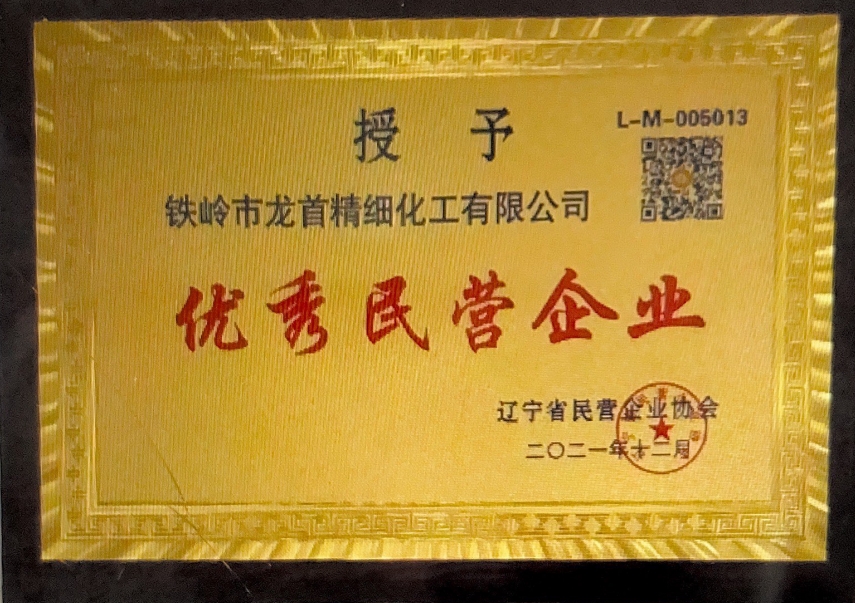 授予
L-M-005013
铁岭市龙首精细化工有限公司
优秀民营企业
辽宁省民营企业协会
二〇二一年十二月